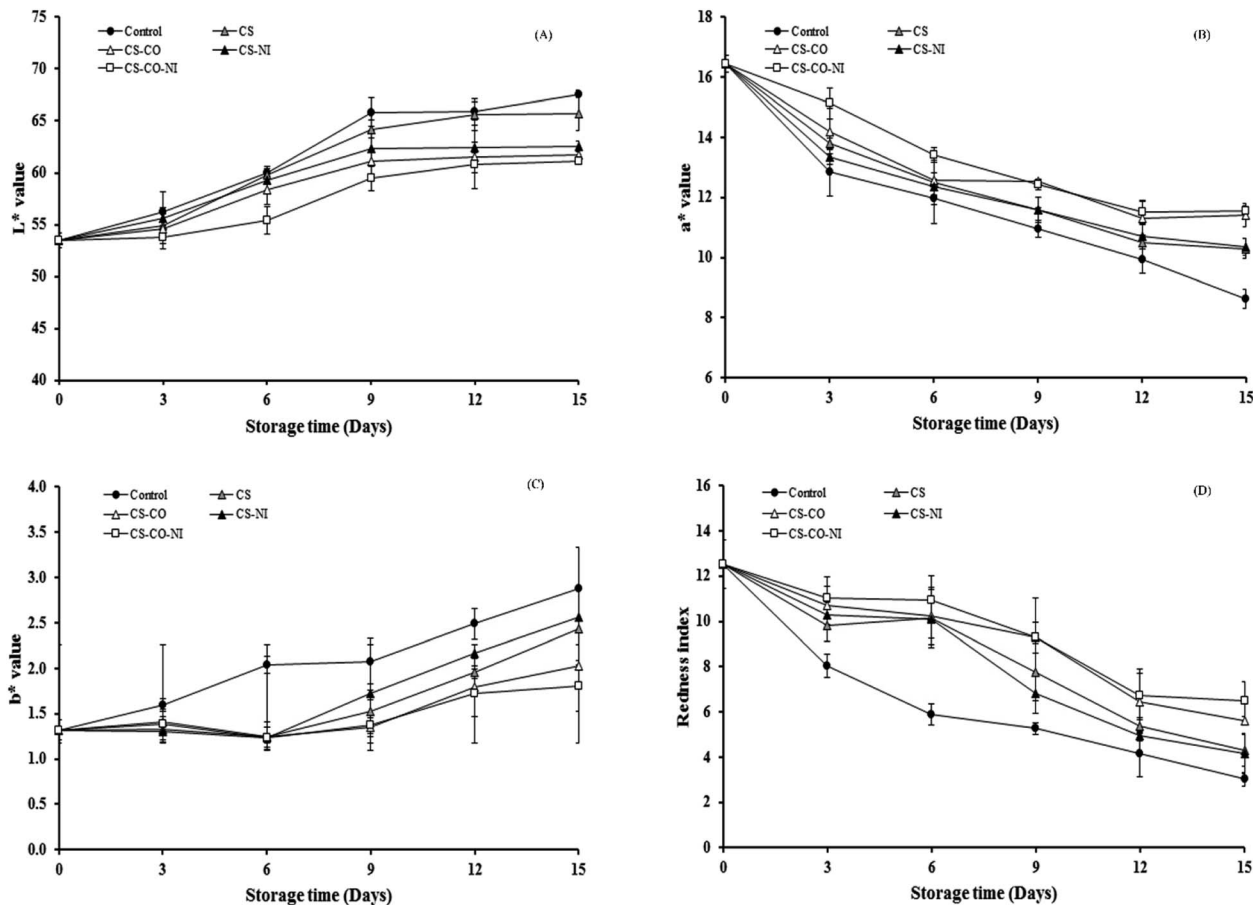 75
70
65
60
55
50
45
40
L* value
Control CS
CS-CO CS-NI
CS-CO-NI
(A)
0 3 6 9 12 15
Storage time (Days)
18
16
14
12
10
8
6
a* value
Control CS
CS-CO CS-NI
CS-CO-NI
(B)
0 3 6 9 12 15
Storage time (Days)
4.0
3.5
3.0
2.5
2.0
1.5
1.0
0.5
0.0
b* value
Control CS
CS-CO CS-NI
CS-CO-NI
(C)
0 3 6 9 12 15
Storage time (Days)
16
14
12
10
8
6
4
2
0
Redness index
Control CS
CS-CO CS-NI
CS-CO-NI
(D)
0 3 6 9 12 15
Storage time (Days)